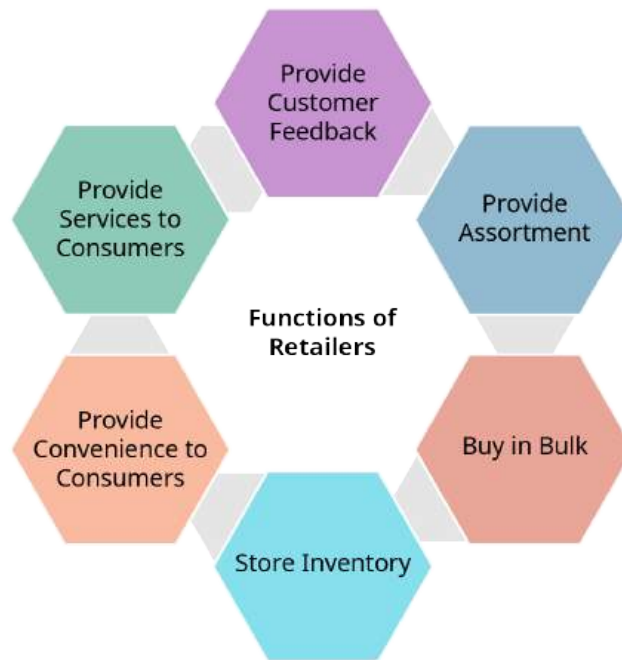 Provide
Customer
Feedback
Provide
Assortment
Buy in Bulk
Store Inventory
Provide
Convenience to
Consumers
Provide
Services to
Consumers
Functions of
Retailers